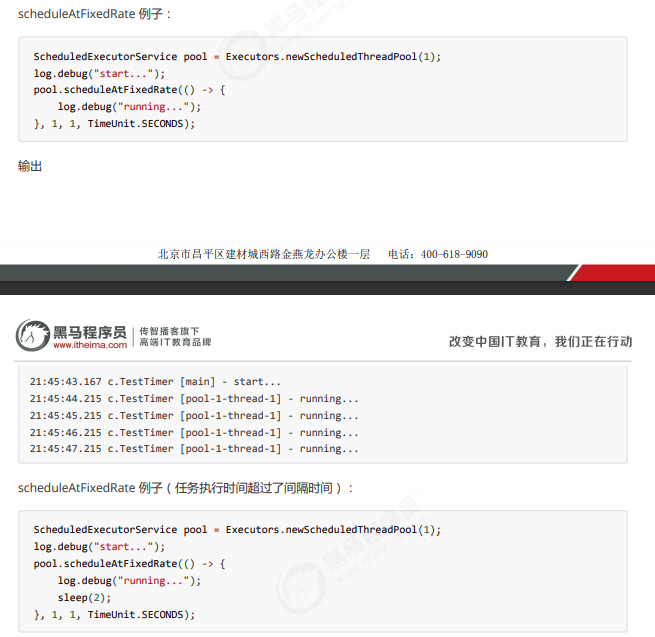 scheduleAtFixedRate 例子：
ScheduledExecutorService pool = Executors.newScheduledThreadPool(1);
log.debug("start...");
pool.scheduleAtFixedRate(() -> {
    log.debug("running...");
}, 1, 1, TimeUnit.SECONDS);
输出
北京市昌平区建材城西路金燕龙办公楼一层 电话：400-618-9090
黑马程序员
www.itheima.com
传智播客旗下
高端IT教育品牌
改变中国IT教育，我们正在行动
21:45:43.167 c.TestTimer [main] - start...
21:45:44.215 c.TestTimer [pool-1-thread-1] - running...
21:45:45.215 c.TestTimer [pool-1-thread-1] - running...
21:45:46.215 c.TestTimer [pool-1-thread-1] - running...
21:45:47.215 c.TestTimer [pool-1-thread-1] - running...
scheduleAtFixedRate 例子（任务执行时间超过了间隔时间）：
ScheduledExecutorService pool = Executors.newScheduledThreadPool(1);
log.debug("start...");
pool.scheduleAtFixedRate(() -> {
    log.debug("running...");
    sleep(2);
}, 1, 1, TimeUnit.SECONDS);
黑马程序员
www.itheima.com